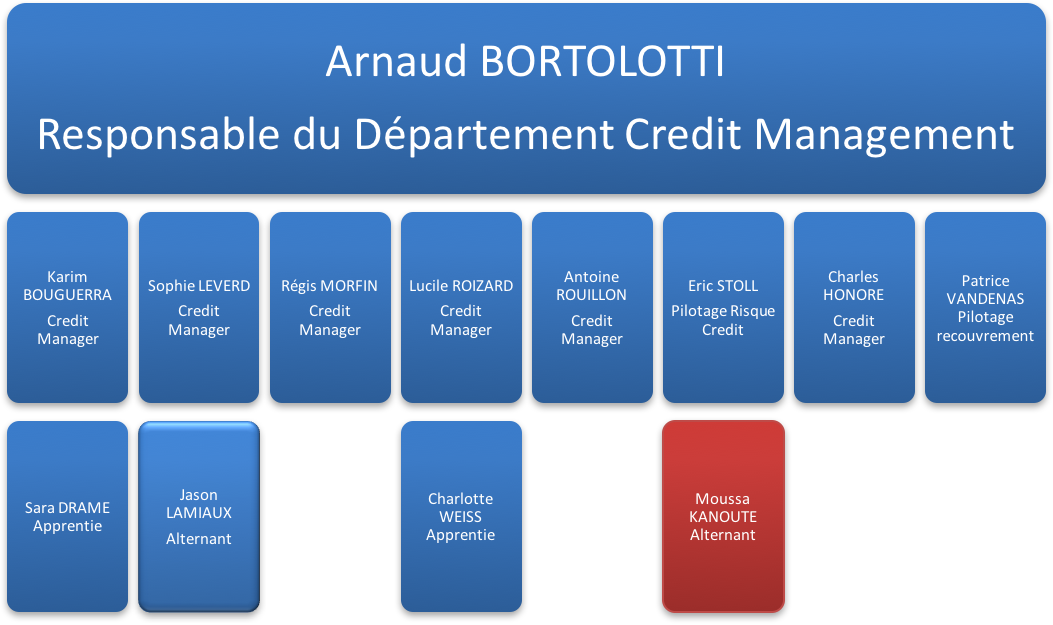 Arnaud BORTOLOTTI
Responsable du Département Credit Management
Karim
BOUGUERRA
Credit
Manager
Sophie LEVERD
Credit
Manager
Régis MORFIN
Credit
Manager
Lucile ROIZARD
Credit
Manager
Antoine
ROUILLON
Credit
Manager
Eric STOLL
Pilotage Risque
Credit
Charles
HONORE
Credit
Manager
Patrice
VANDENAS
Pilotage
recouvrement
Sara DRAME
Apprentie
Jason
LAMIAUX
Alternant
Charlotte
WEISS
Apprentie
Moussa
KANOUTE
Alternant